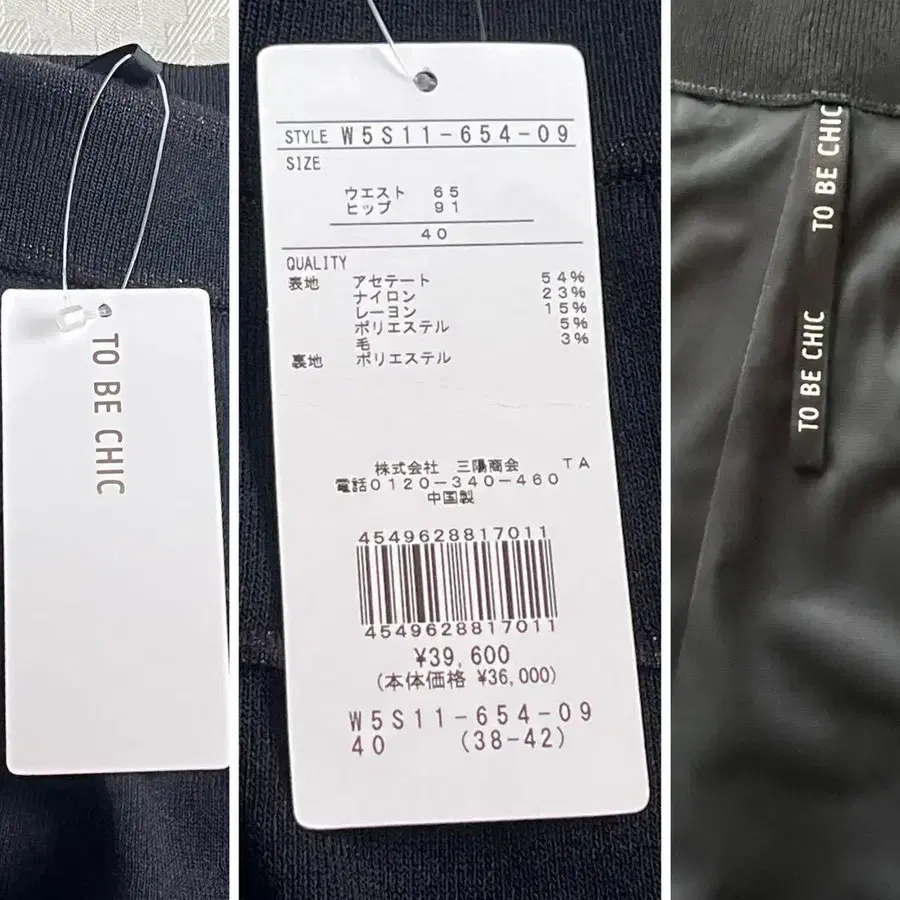 TO BE CHIC
STYLE W5S11-654-09
SIZE
ウエスト 65
ヒップ 91
40
QUALITY
表地 アセテート 54%
ナイロン 23%
レーヨン 15%
ポリエステル 5%
毛 3%
裏地 ポリエステル
株式会社 三陽商会 TA
電話0120-340-460
中国製
4549628817011
4549628817011
¥39,600
(本体価格 ¥36,000)
W5S11-654-09
40 (38-42)
TO BE CHIC
TO BE CHIC